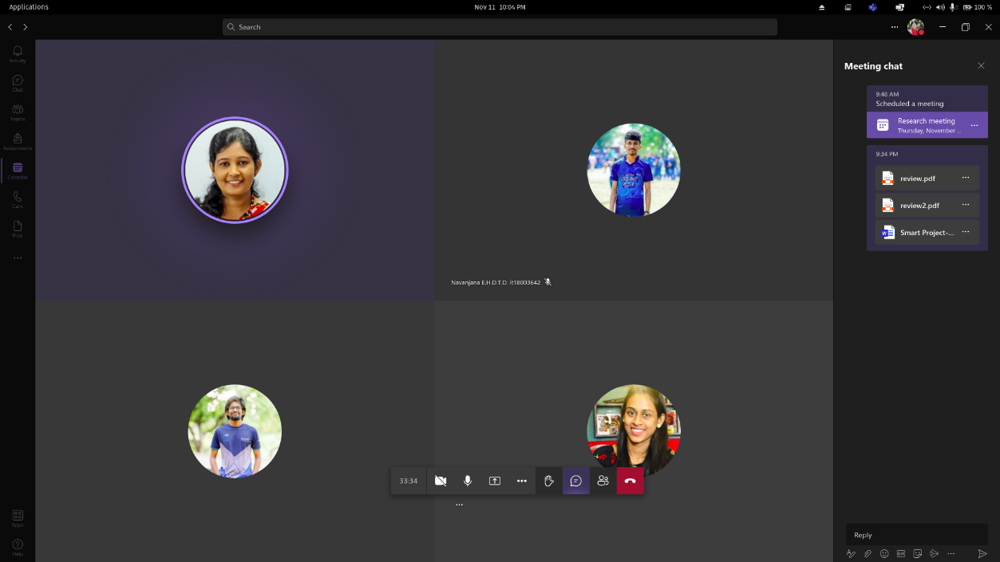 Applications
Nov 11 10:04 PM
100 %
Search
Activity
Chat
Teams
Assignments
Calendar
Calls
Files
Apps
Help
Navanjana E.H.D.T.D. it18003642
33:34
Meeting chat
9:48 AM
Scheduled a meeting
Research meeting
Thursday, November ...
9:34 PM
review.pdf
review2.pdf
W Smart Project-...
Reply
GIF